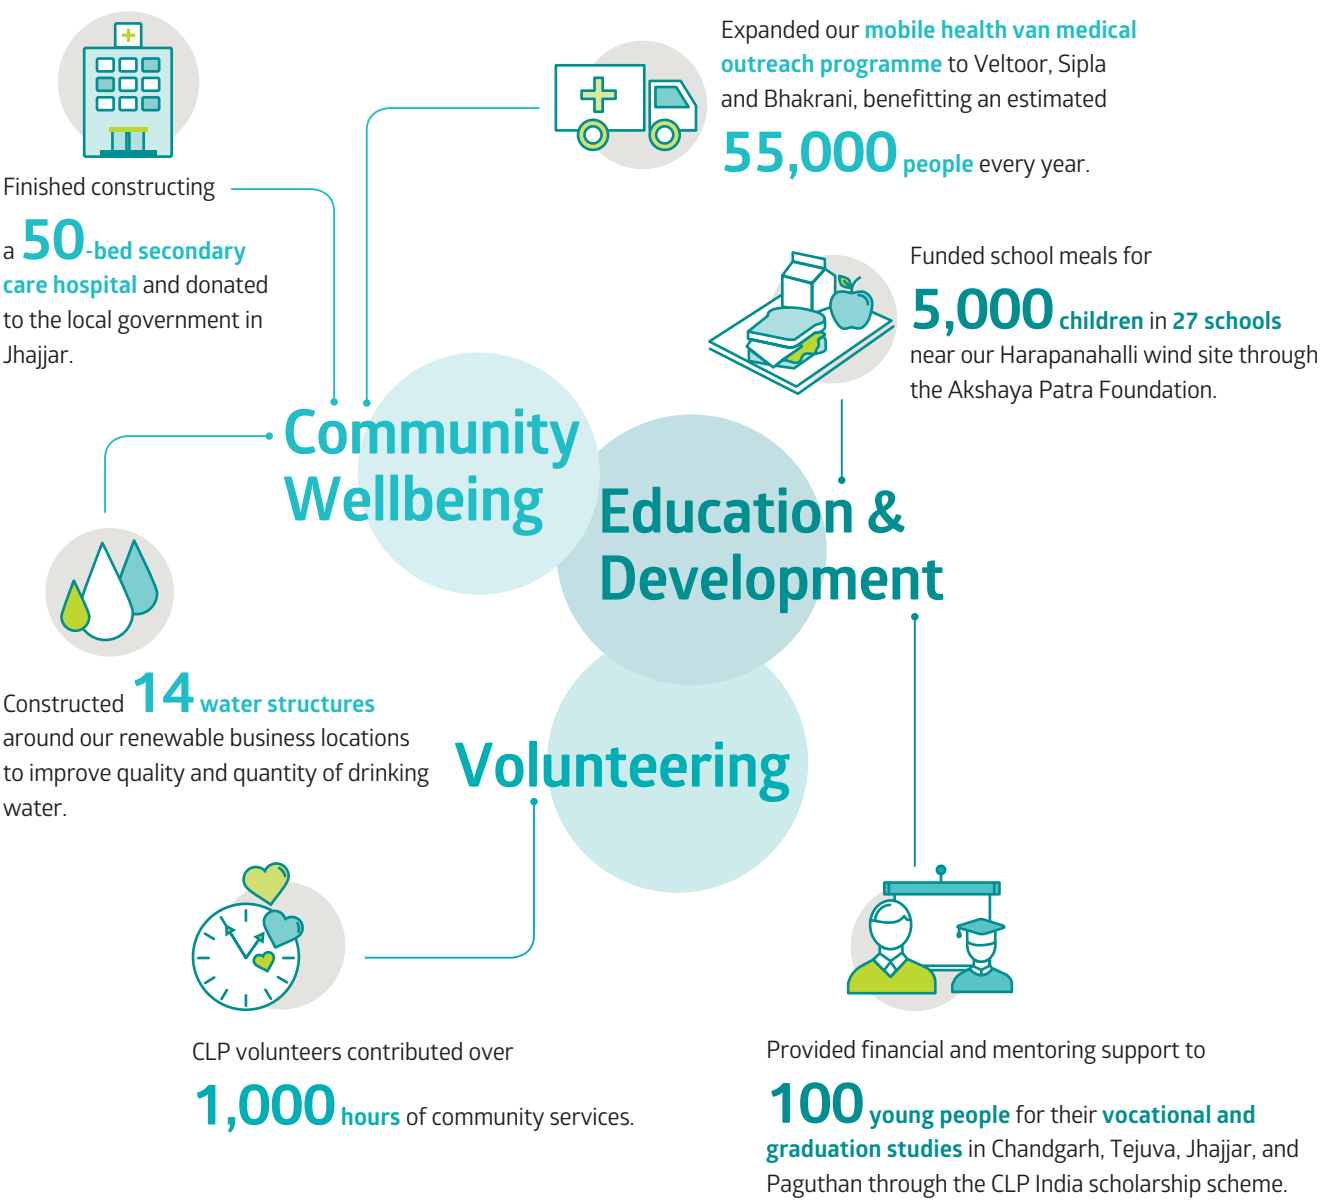 Expanded our mobile health van medical
outreach programme to Veltoor, Sipla
and Bhakrani, benefitting an estimated
55,000 people every year.
Finished constructing
a 50-bed secondary
care hospital and donated
to the local government in
Jhajjar.
Funded school meals for
5,000 children in 27 schools
near our Harapanahalli wind site through
the Akshaya Patra Foundation.
Community
Wellbeing
Education &
Development
Constructed 14 water structures
around our renewable business locations
to improve quality and quantity of drinking
water.
Volunteering
CLP volunteers contributed over
1,000 hours of community services.
Provided financial and mentoring support to
100 young people for their vocational and
graduation studies in Chandgarh, Tejuva, Jhajjar, and
Paguthan through the CLP India scholarship scheme.